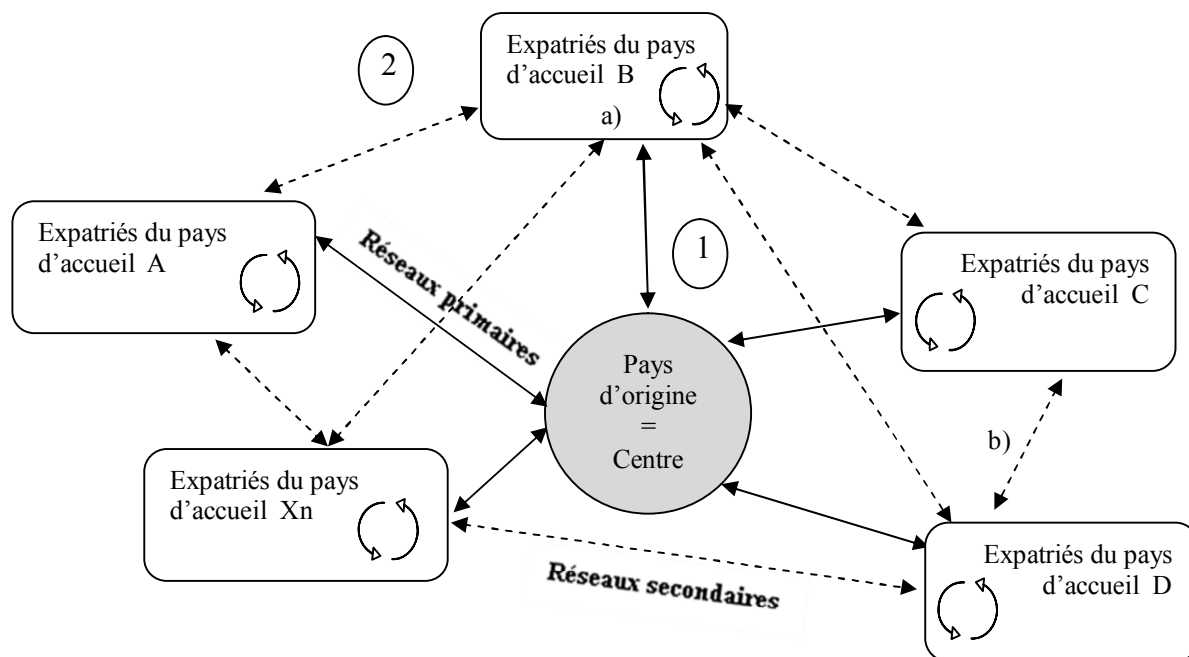 2
Expatriés du pays
d'accueil B
a)
Expatriés du pays
d'accueil A
Réseaux primaires
1
Expatriés du pays
d'accueil C
Pays
d'origine
=
Centre
b)
Expatriés du pays
d'accueil Xn
Réseaux secondaires
Expatriés du pays
d'accueil D